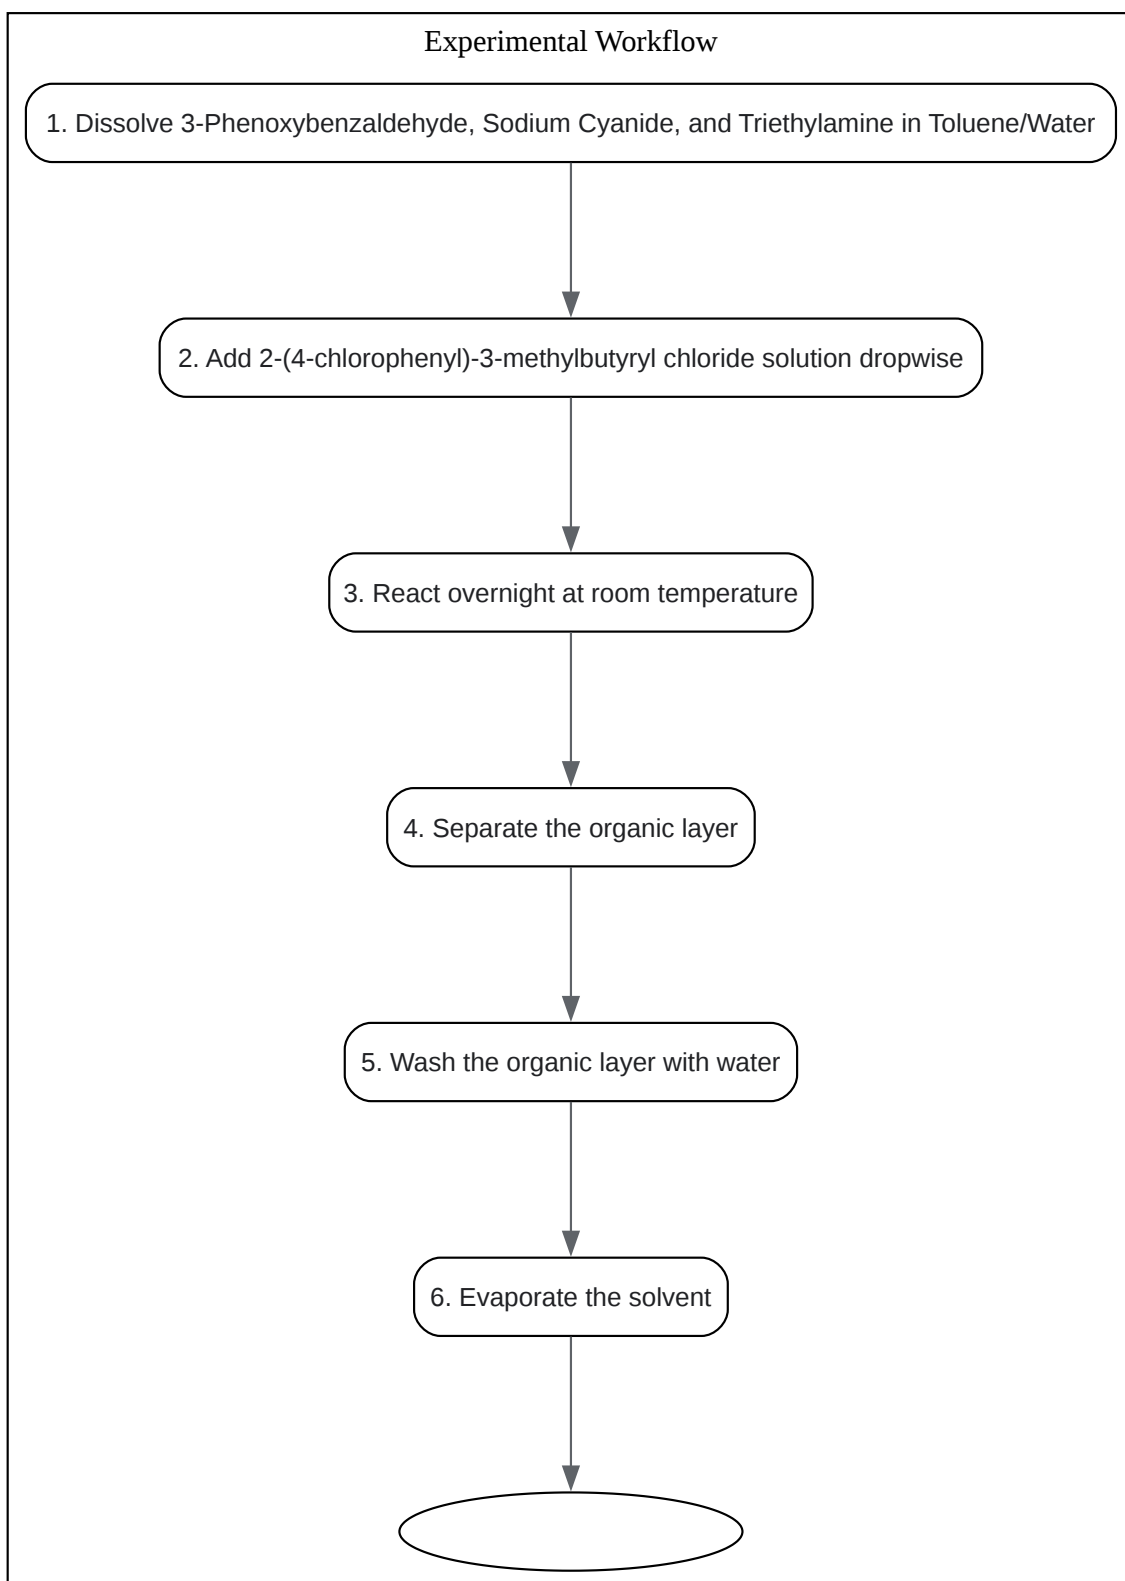 Experimental Workflow
1. Dissolve 3-Phenoxybenzaldehyde, Sodium Cyanide, and Triethylamine in Toluene/Water
2. Add 2-(4-chlorophenyl)-3-methylbutyryl chloride solution dropwise
3. React overnight at room temperature
4. Separate the organic layer
5. Wash the organic layer with water
6. Evaporate the solvent